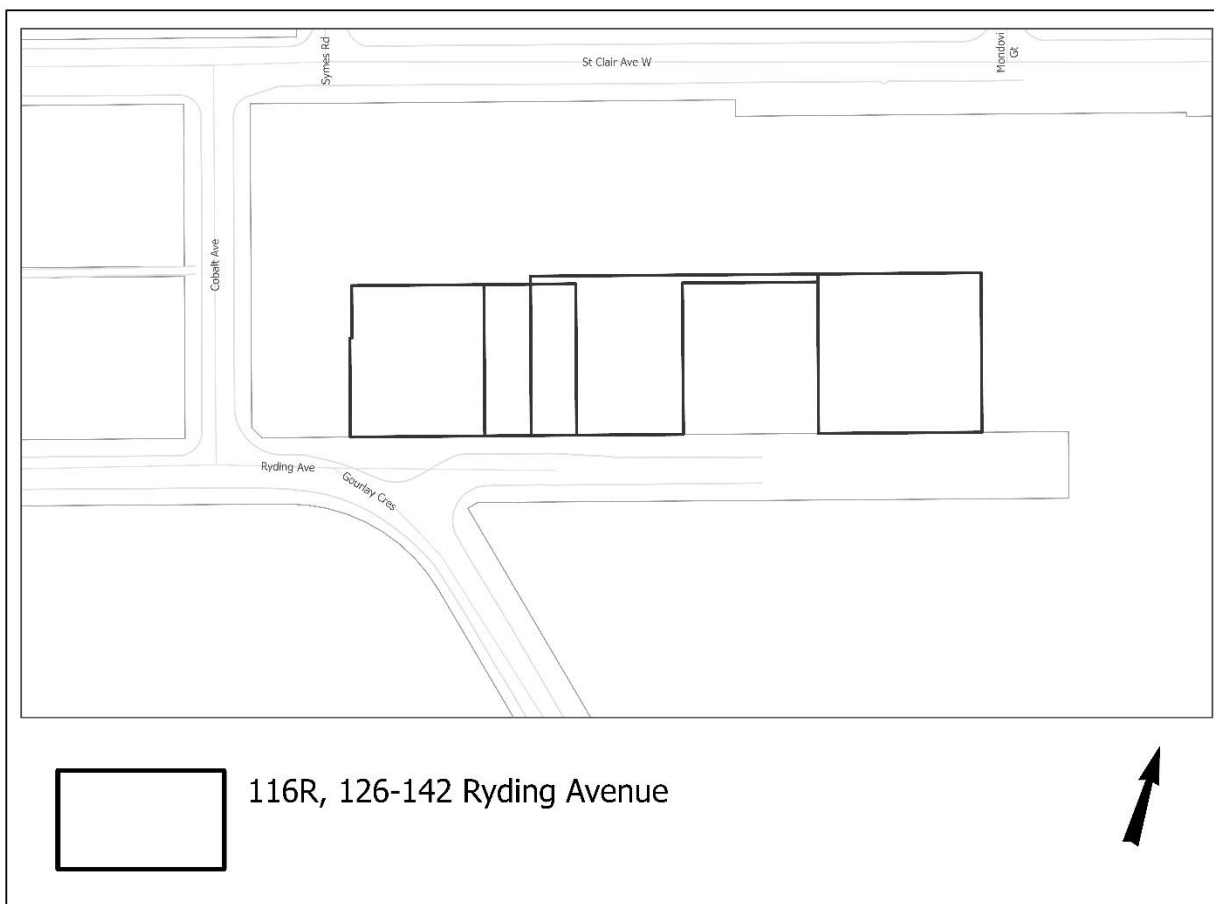 Symes Rd
St Clair Ave W
Mondovi
Gt
Cobalt Ave
Ryding Ave
Gourlay Cres
116R, 126-142 Ryding Avenue